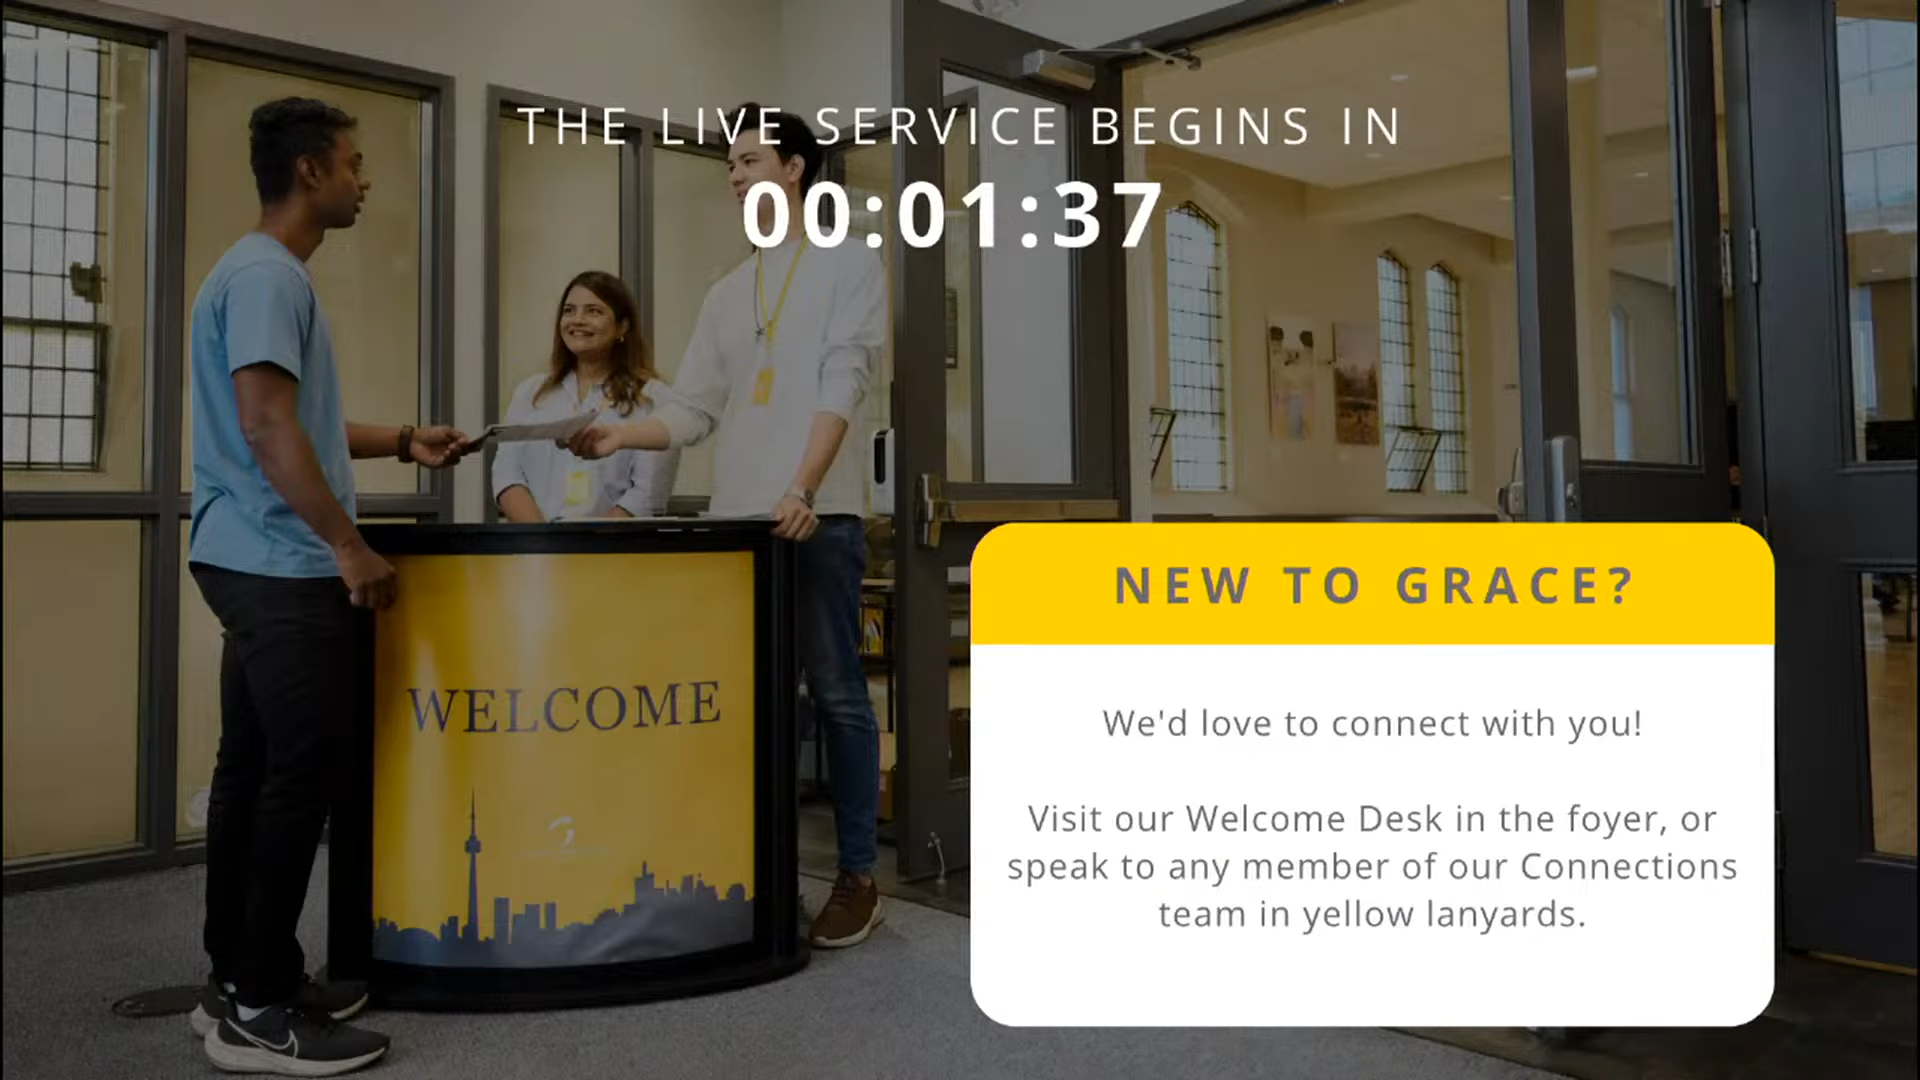 THE LIVE SERVICE BEGINS IN
00:01:37
NEW TO GRACE?
We'd love to connect with you!
Visit our Welcome Desk in the foyer, or
speak to any member of our Connections
team in yellow lanyards.
WELCOME